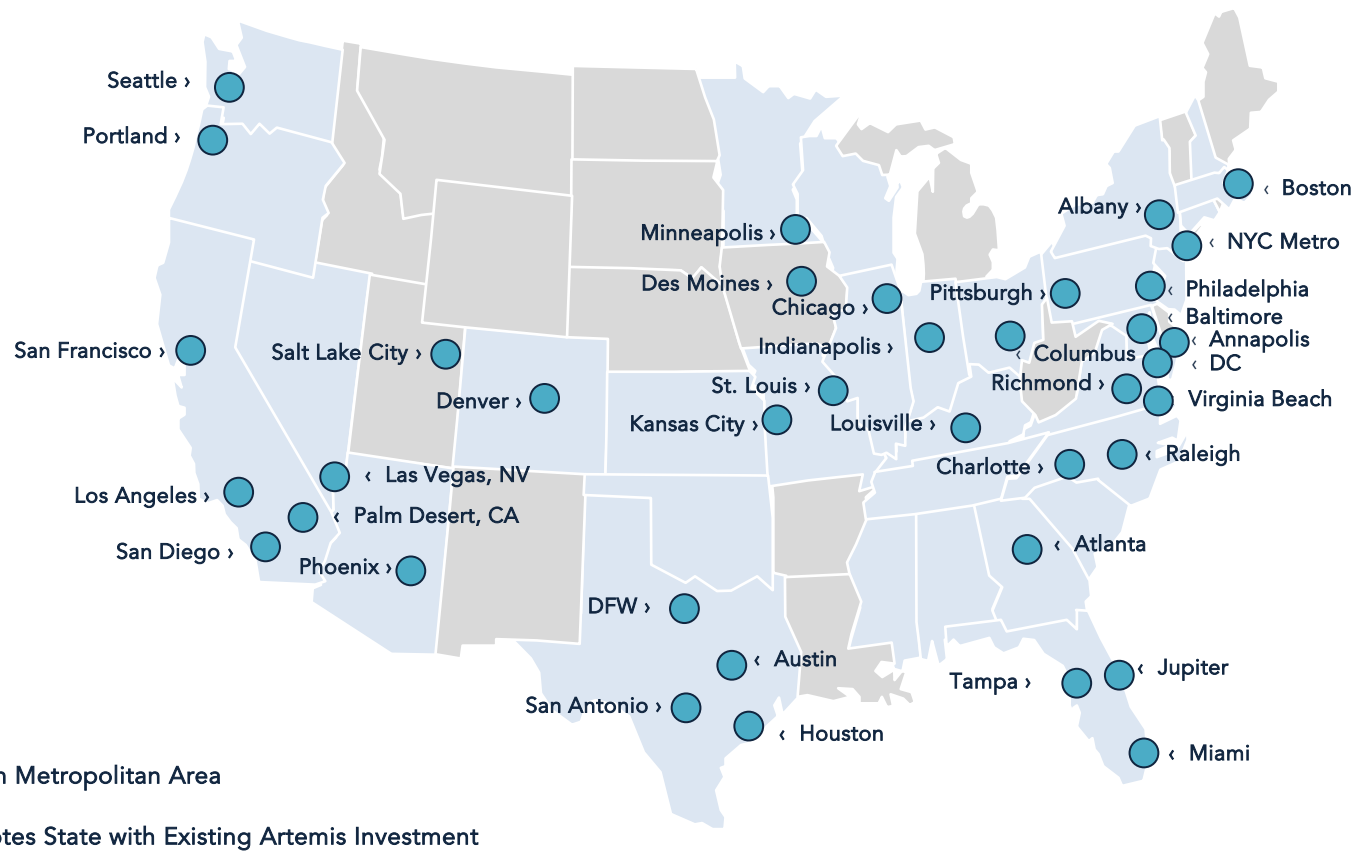 Seattle ›
Portland ›
‹ Boston
Albany ›
Minneapolis ›
‹ NYC Metro
Des Moines ›
Pittsburgh ›
‹ Philadelphia
Chicago ›
‹ Baltimore
‹ Annapolis
San Francisco ›
Salt Lake City ›
Indianapolis ›
‹ Columbus
‹ DC
St. Louis ›
Richmond ›
Denver ›
Virginia Beach
Kansas City ›
Louisville ›
‹ Raleigh
Charlotte ›
‹ Las Vegas, NV
Los Angeles ›
‹ Palm Desert, CA
San Diego ›
‹ Atlanta
Phoenix ›
DFW ›
‹ Austin
‹ Jupiter
Tampa ›
San Antonio ›
‹ Houston
‹ Miami
Metropolitan Area
State with Existing Artemis Investment